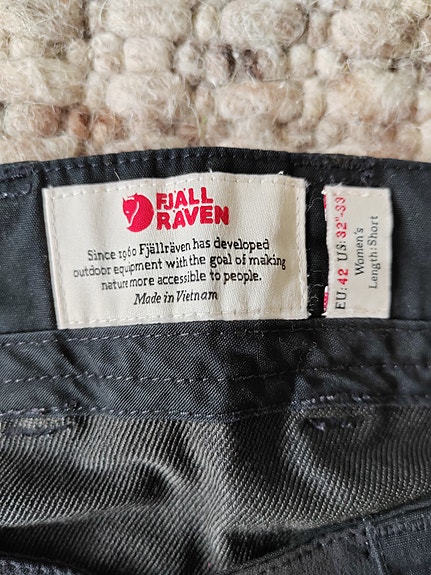 FJÄLL
RÄVEN
Since 1960 Fjällräven has developed
outdoor equipment with the goal of making
nature more accessible to people.
Made in Vietnam
EU: 42 US: 32"-33"
Women's
Length: Short